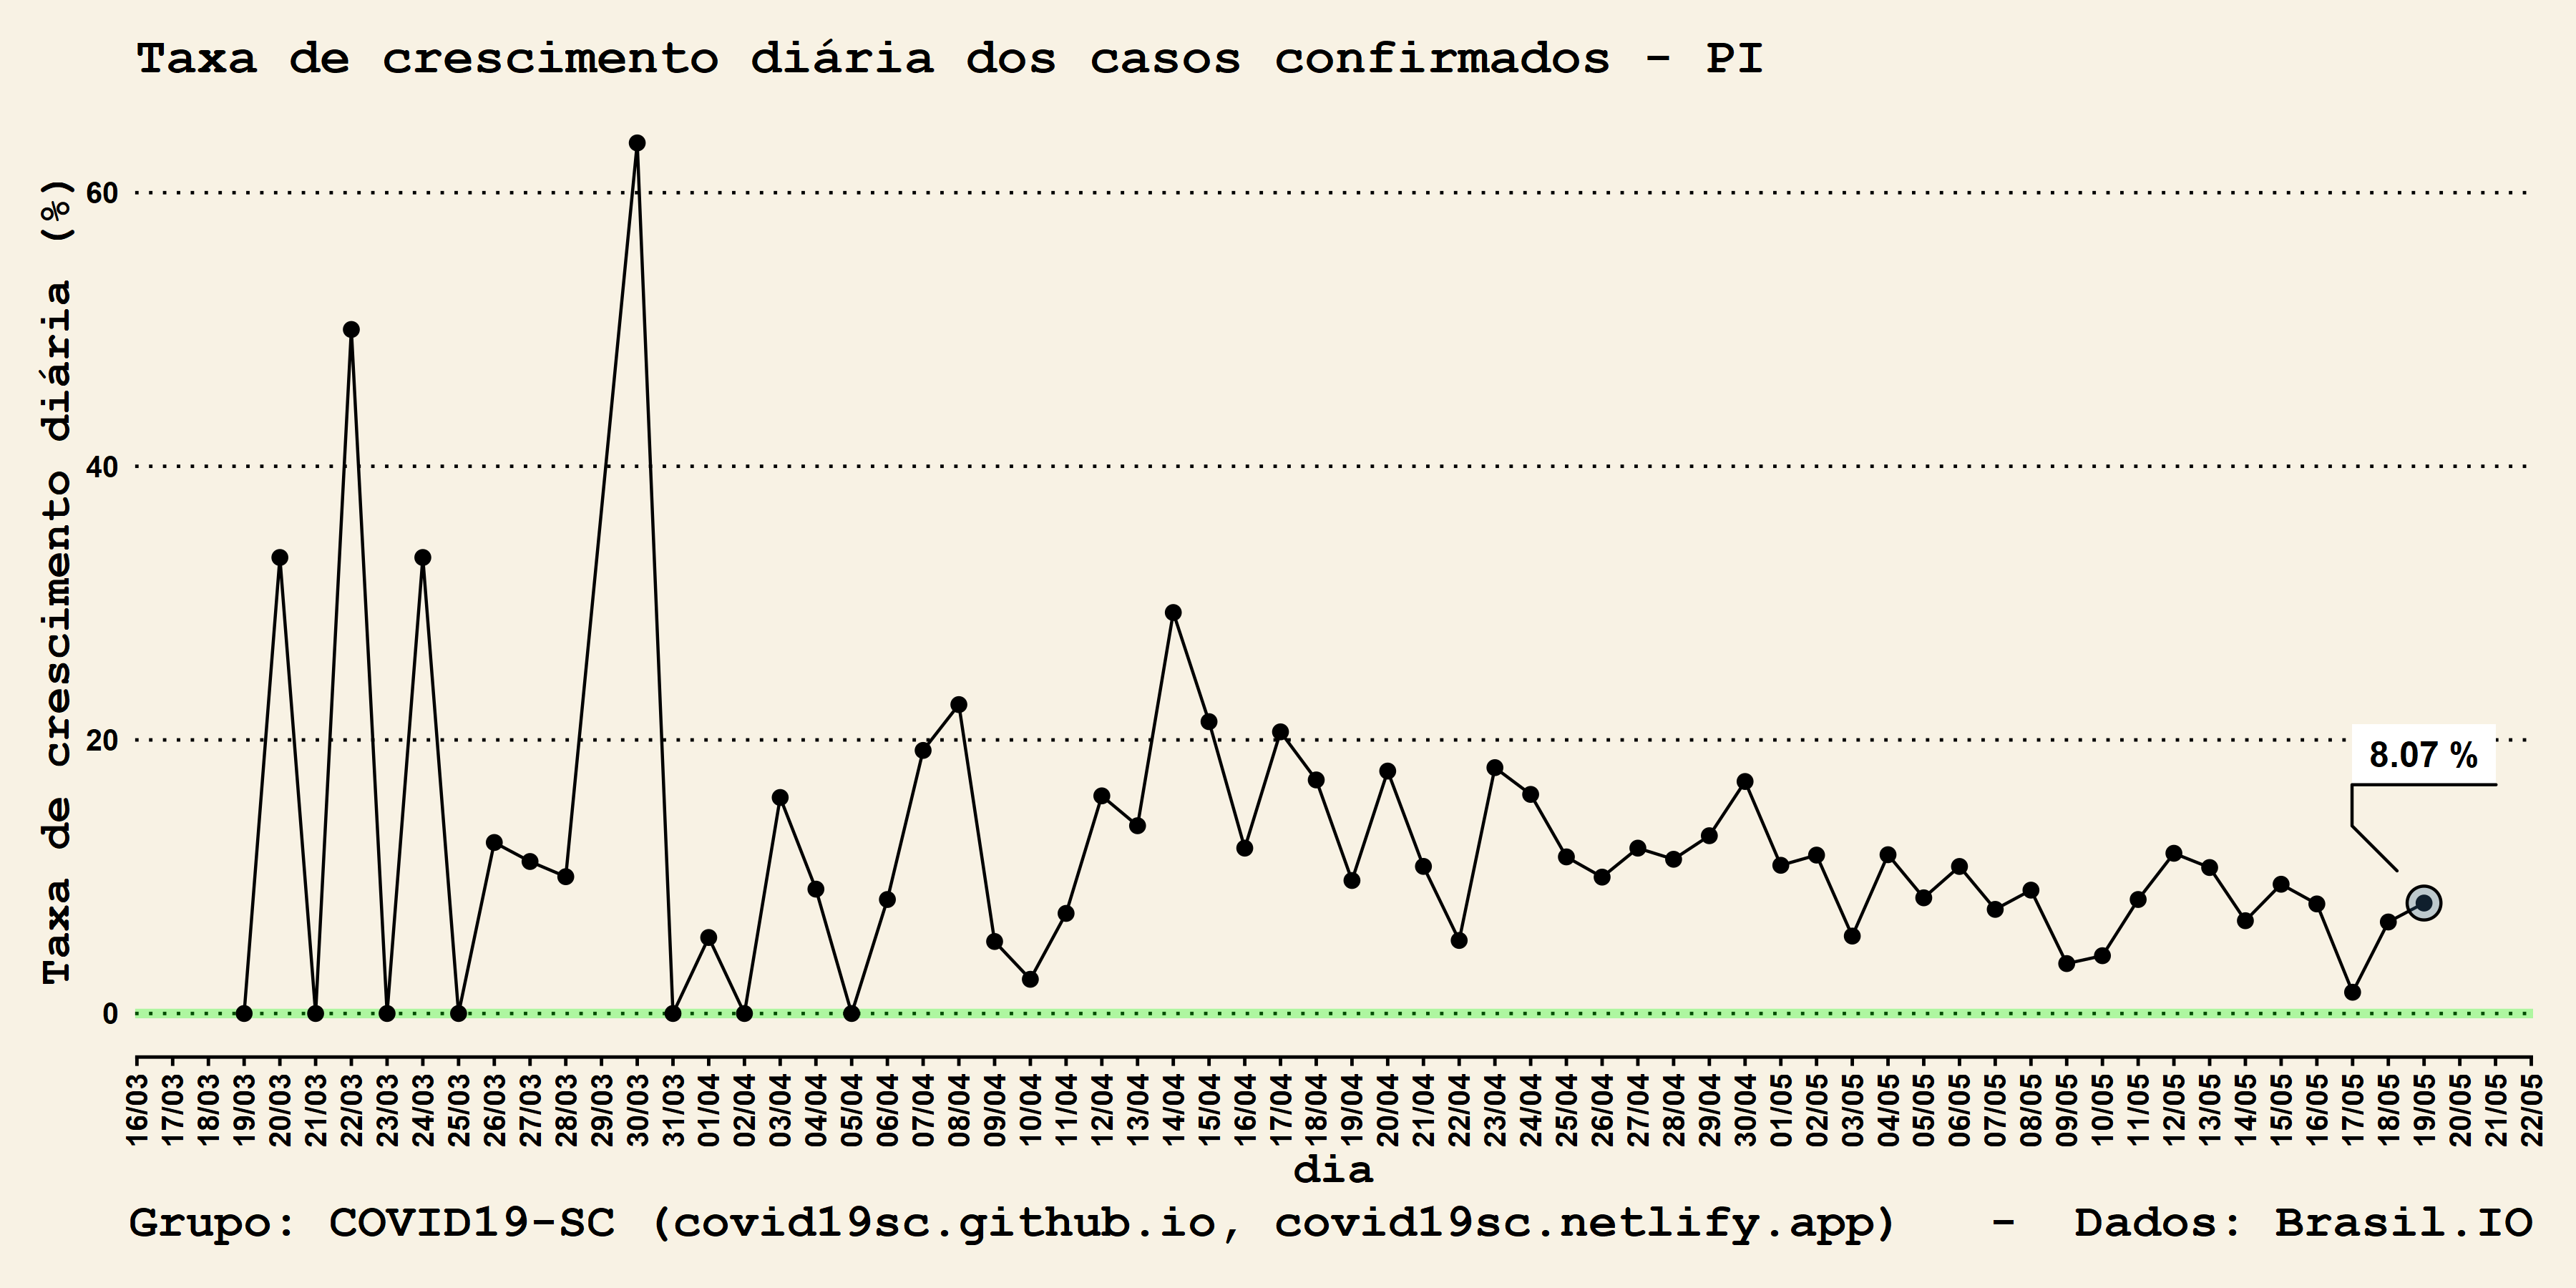 Taxa de crescimento diária dos casos confirmados - PI
Taxa de crescimento diária (%)
60
40
20
0
8.07 %
16/03 17/03 18/03 19/03 20/03 21/03 22/03 23/03 24/03 25/03 26/03 27/03 28/03 29/03 30/03 31/03 01/04 02/04 03/04 04/04 05/04 06/04 07/04 08/04 09/04 10/04 11/04 12/04 13/04 14/04 15/04 16/04 17/04 18/04 19/04 20/04 21/04 22/04 23/04 24/04 25/04 26/04 27/04 28/04 29/04 30/04 01/05 02/05 03/05 04/05 05/05 06/05 07/05 08/05 09/05 10/05 11/05 12/05 13/05 14/05 15/05 16/05 17/05 18/05 19/05 20/05 21/05 22/05
dia
Grupo: COVID19-SC (covid19sc.github.io, covid19sc.netlify.app) - Dados: Brasil.IO